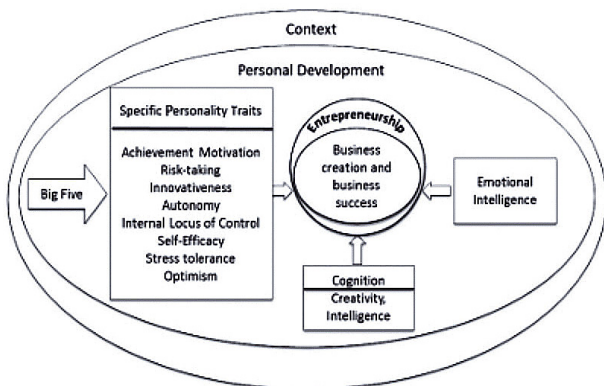 Context
Personal Development
Specific Personality Traits
Achievement Motivation
Risk-taking
Innovativeness
Autonomy
Internal Locus of Control
Self-Efficacy
Stress tolerance
Optimism
Big Five
Entrepreneurship
Business
creation and
business
success
Emotional
Intelligence
Cognition
Creativity,
Intelligence